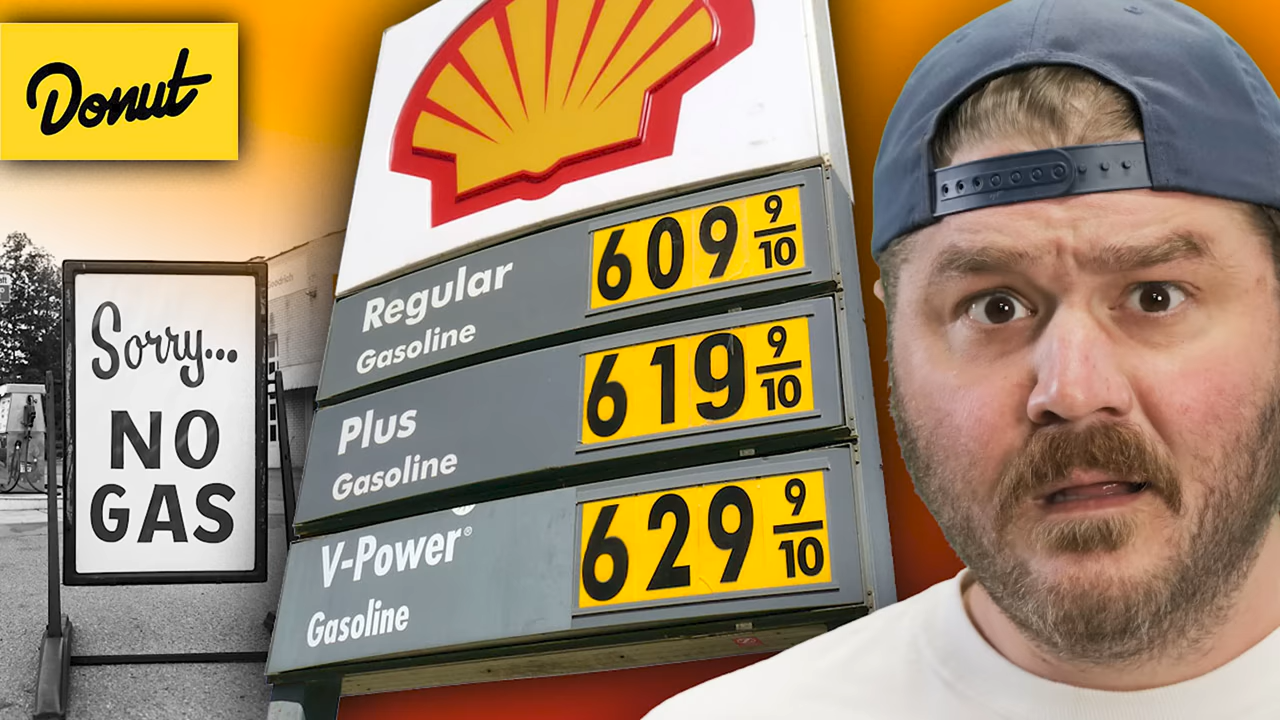 Donut
Sorry...
NO
GAS
Regular
Gasoline
609 9/10
Plus
Gasoline
619 9/10
V-Power®
Gasoline
629 9/10